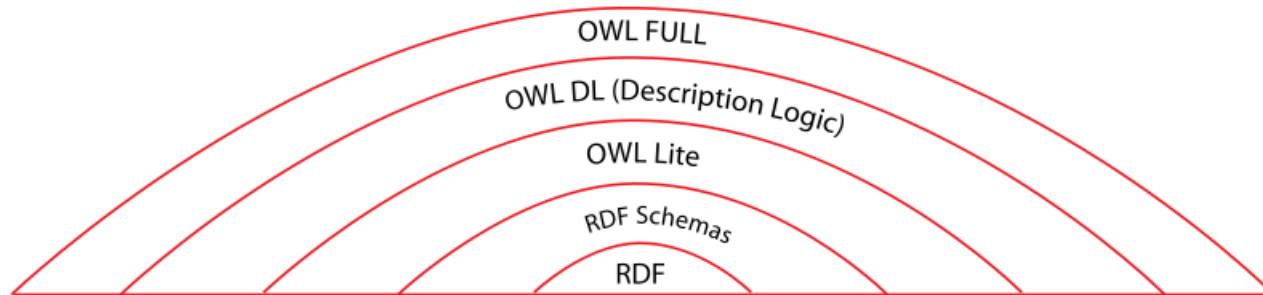 OWL FULL
OWL DL (Description Logic)
OWL Lite
RDF Schemas
RDF